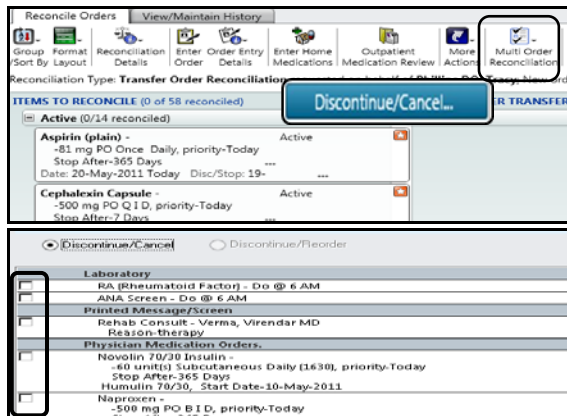 Reconcile Orders View/Maintain History
Group Format Reconciliation Enter Order Entry Enter Home Outpatient More Multi Order
/Sort By Layout Details Order Details Medications Medication Review Actions Reconciliation
Reconciliation Type: Transfer Order Reconciliation
Discontinue/Cancel...
ITEMS TO RECONCILE (0 of 58 reconciled) ER TRANSFER
Active (0/14 reconciled)
Aspirin (plain) - Active
-81 mg PO Once Daily, priority-Today
Stop After-365 Days ...
Date: 20-May-2011 Today Disc/Stop: 19- ...
Cephalexin Capsule - Active
-500 mg PO Q I D, priority-Today
Stop After-7 Days
Discontinue/Cancel Discontinue/Reorder
Laboratory
RA (Rheumatoid Factor) - Do @ 6 AM
ANA Screen - Do @ 6 AM
Printed Message/Screen
Rehab Consult - Verma, Virendar MD
Reason-therapy
Physician Medication Orders.
Novolin 70/30 Insulin -
-60 unit(s) Subcutaneous Daily (1630), priority-Today
Stop After-365 Days
Humulin 70/30, Start Date-10-May-2011
Naproxen -
-500 mg PO B I D, priority-Today